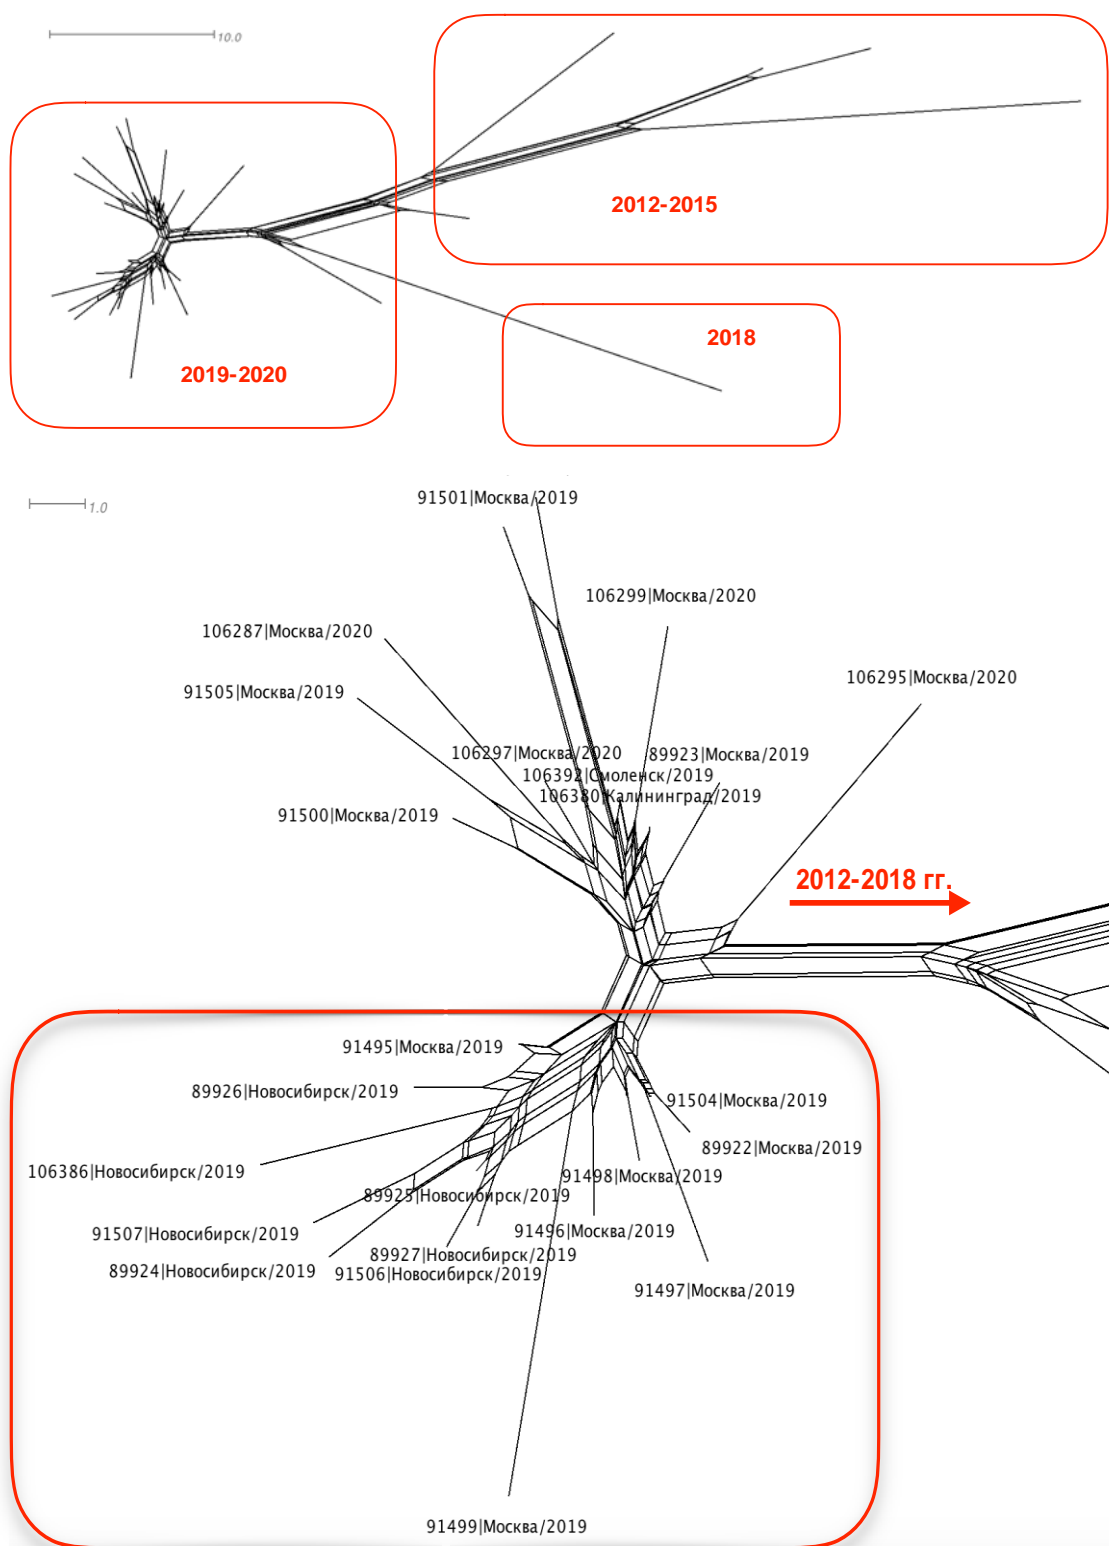 10.0
2012-2015
2018
2019-2020
1.0
91501|Москва/2019
106299|Москва/2020
106287|Москва/2020
106295|Москва/2020
91505|Москва/2019
106297|Москва/2020
89923|Москва/2019
106392|Смоленск/2019
106380|Калининград/2019
91500|Москва/2019
2012-2018 гг.
91495|Москва/2019
89926|Новосибирск/2019
91504|Москва/2019
89922|Москва/2019
106386|Новосибирск/2019
91498|Москва/2019
89925|Новосибирск/2019
91507|Новосибирск/2019
91496|Москва/2019
89927|Новосибирск/2019
89924|Новосибирск/2019
91506|Новосибирск/2019
91497|Москва/2019
91499|Москва/2019